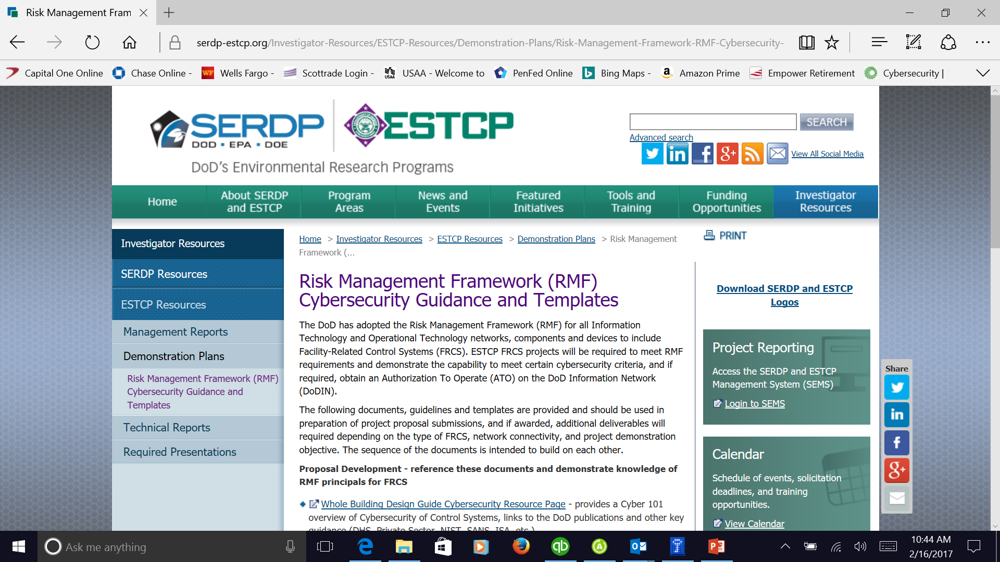 Risk Management Fram
serdp-estcp.org/Investigator-Resources/ESTCP-Resources/Demonstration-Plans/Risk-Management-Framework-RMF-Cybersecurity-
Capital One Online
Chase Online -
WF
Wells Fargo -
Scottrade Login -
USAA
USAA - Welcome to
PenFed Online
Bing Maps -
Amazon Prime
Empower Retirement
Cybersecurity |
SERDP
DOD • EPA • DOE
ESTCP
DoD's Environmental Research Programs
SEARCH
Advanced search
View All Social Media
Home
About SERDP
and ESTCP
Program
Areas
News and
Events
Featured
Initiatives
Tools and
Training
Funding
Opportunities
Investigator
Resources
Investigator Resources
SERDP Resources
ESTCP Resources
Management Reports
Demonstration Plans
Risk Management Framework (RMF)
Cybersecurity Guidance and
Templates
Technical Reports
Required Presentations
Home > Investigator Resources > ESTCP Resources > Demonstration Plans > Risk Management
Framework (...
Risk Management Framework (RMF)
Cybersecurity Guidance and Templates
The DoD has adopted the Risk Management Framework (RMF) for all Information
Technology and Operational Technology networks, components and devices to include
Facility-Related Control Systems (FRCS). ESTCP FRCS projects will be required to meet RMF
requirements and demonstrate the capability to meet certain cybersecurity criteria, and if
required, obtain an Authorization To Operate (ATO) on the DoD Information Network
(DoDIN).
The following documents, guidelines and templates are provided and should be used in
preparation of project proposal submissions, and if awarded, additional deliverables will
required depending on the type of FRCS, network connectivity, and project demonstration
objective. The sequence of the documents is intended to build on each other.
Proposal Development - reference these documents and demonstrate knowledge of
RMF principals for FRCS
Whole Building Design Guide Cybersecurity Resource Page - provides a Cyber 101
overview of Cybersecurity of Control Systems, links to the DoD publications and other key
guidance (DHS, Private Sector, NIST, SANS, ISA, etc.)
PRINT
Download SERDP and ESTCP
Logos
Project Reporting
Access the SERDP and ESTCP
Management System (SEMS)
Login to SEMS
Calendar
Schedule of events, solicitation
deadlines, and training
opportunities.
View Calendar
Share
Ask me anything
10:44 AM
2/16/2017